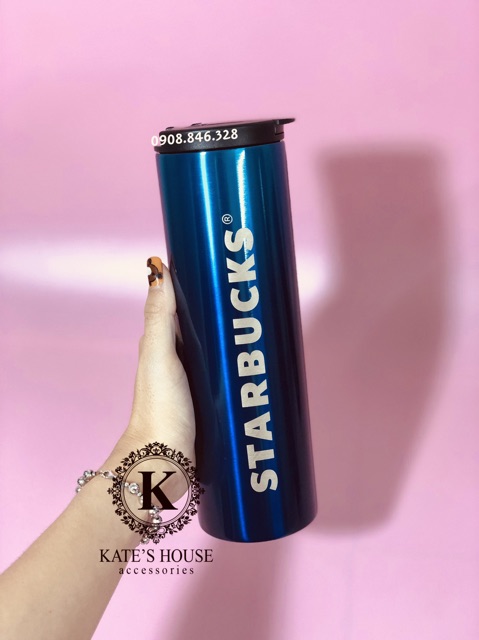 0908.846.328
STARBUCKS®
K
KATE'S HOUSE
accessories